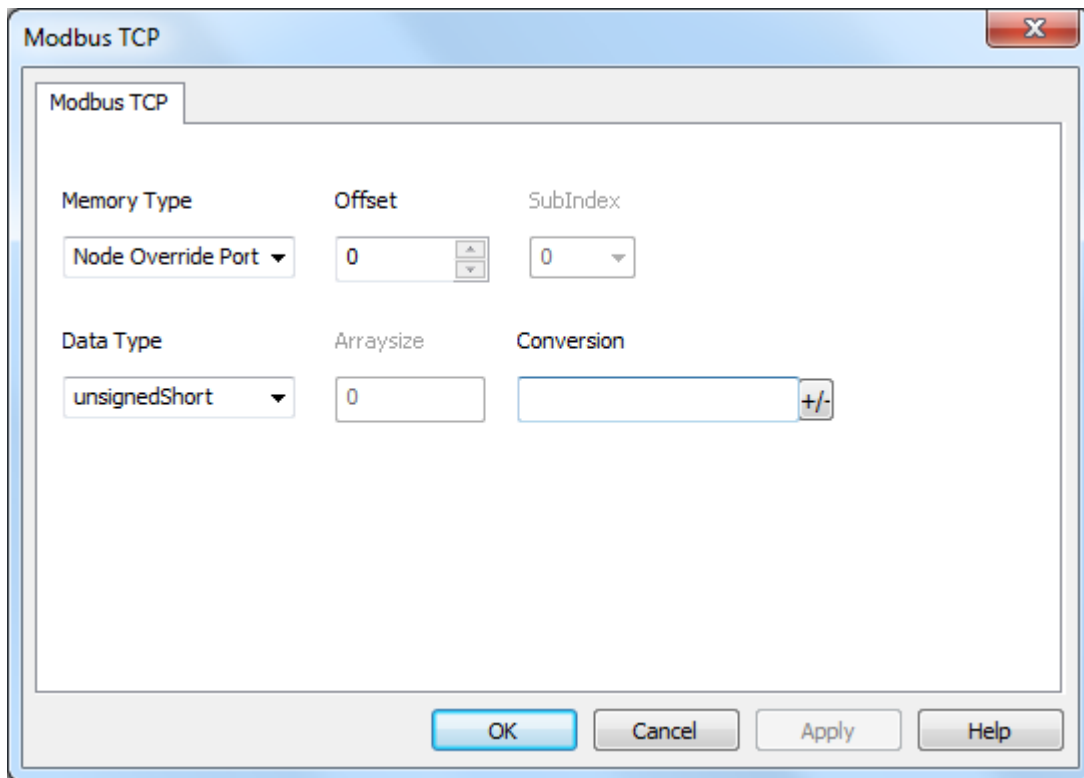 Modbus TCP
Modbus TCP
Memory Type Offset SubIndex
Node Override Port 0 0
Data Type Arraysize Conversion
unsignedShort 0 +/-
OK Cancel Apply Help